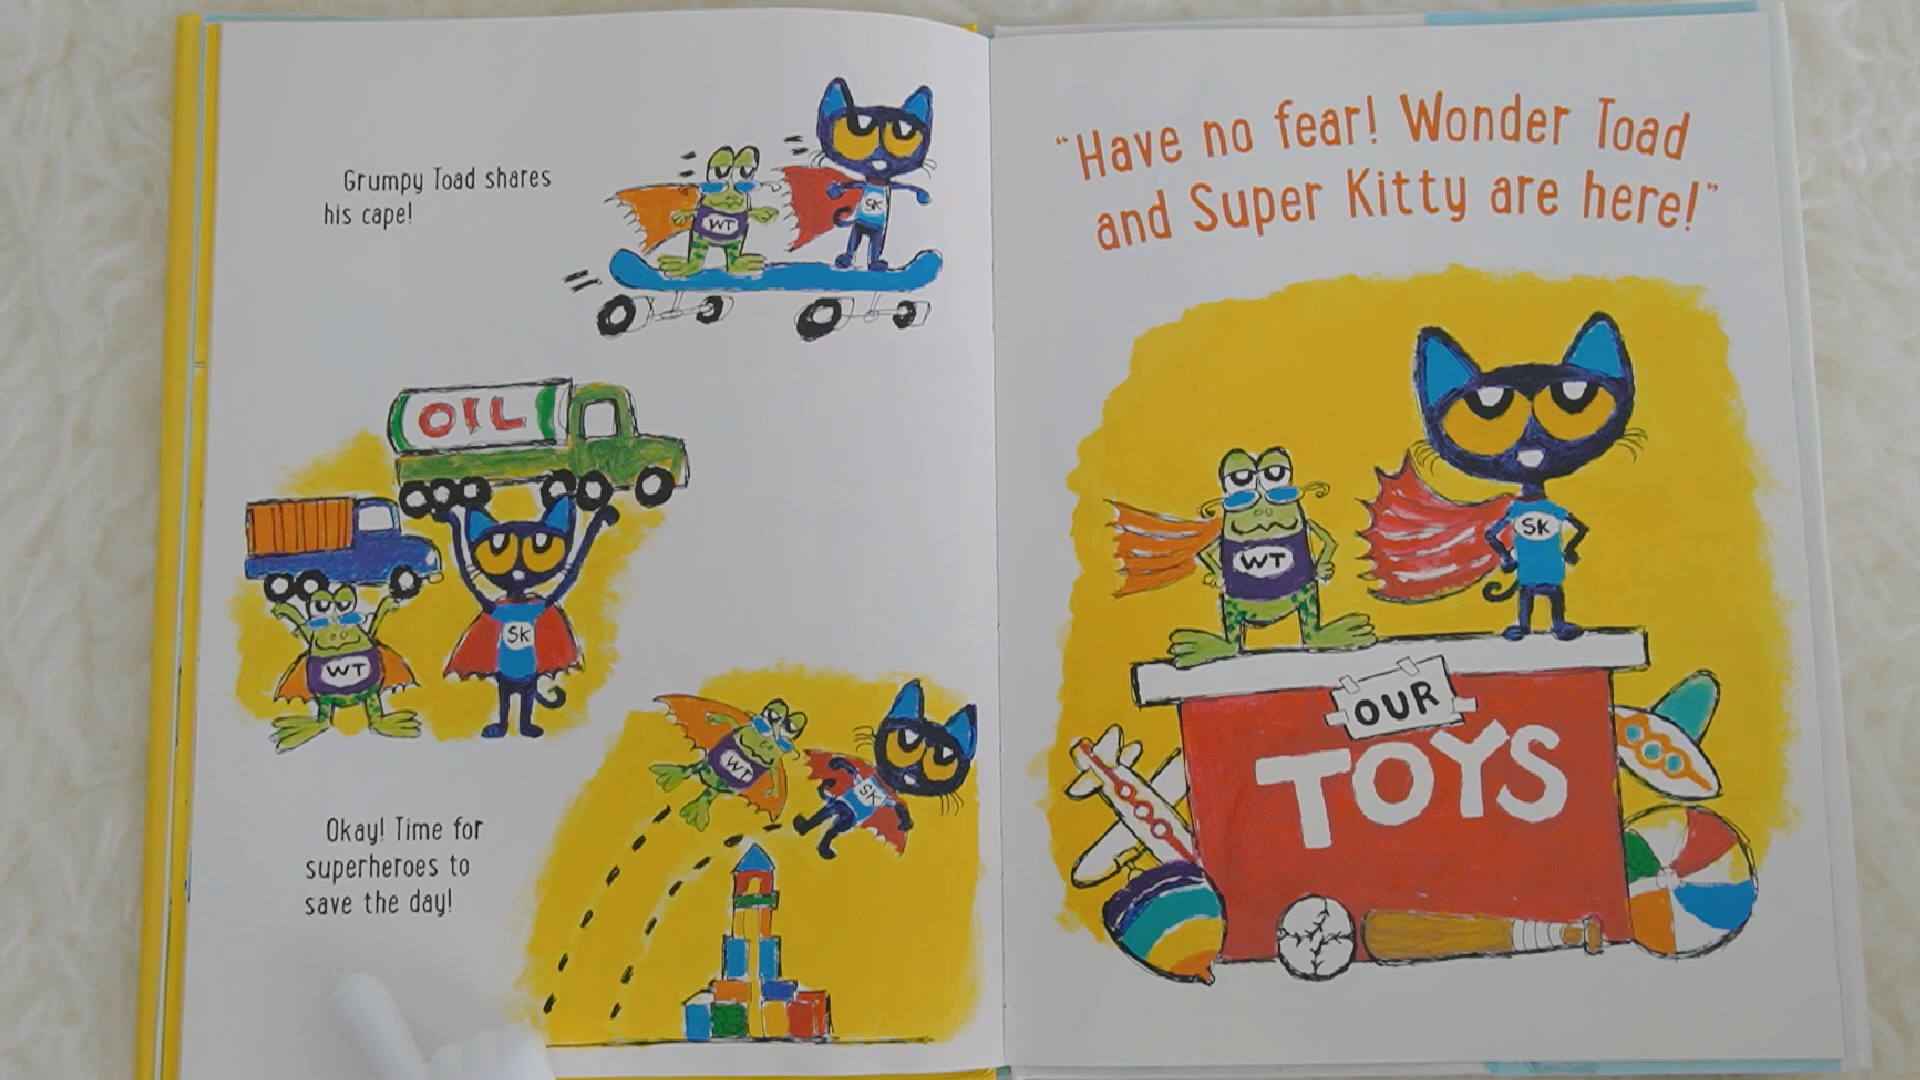 Grumpy Toad shares
his cape!
WT
SK
OIL
WT
SK
WT
SK
Okay! Time for
superheroes to
save the day!
“Have no fear! Wonder Toad
and Super Kitty are here!”
WT
SK
OUR
TOYS